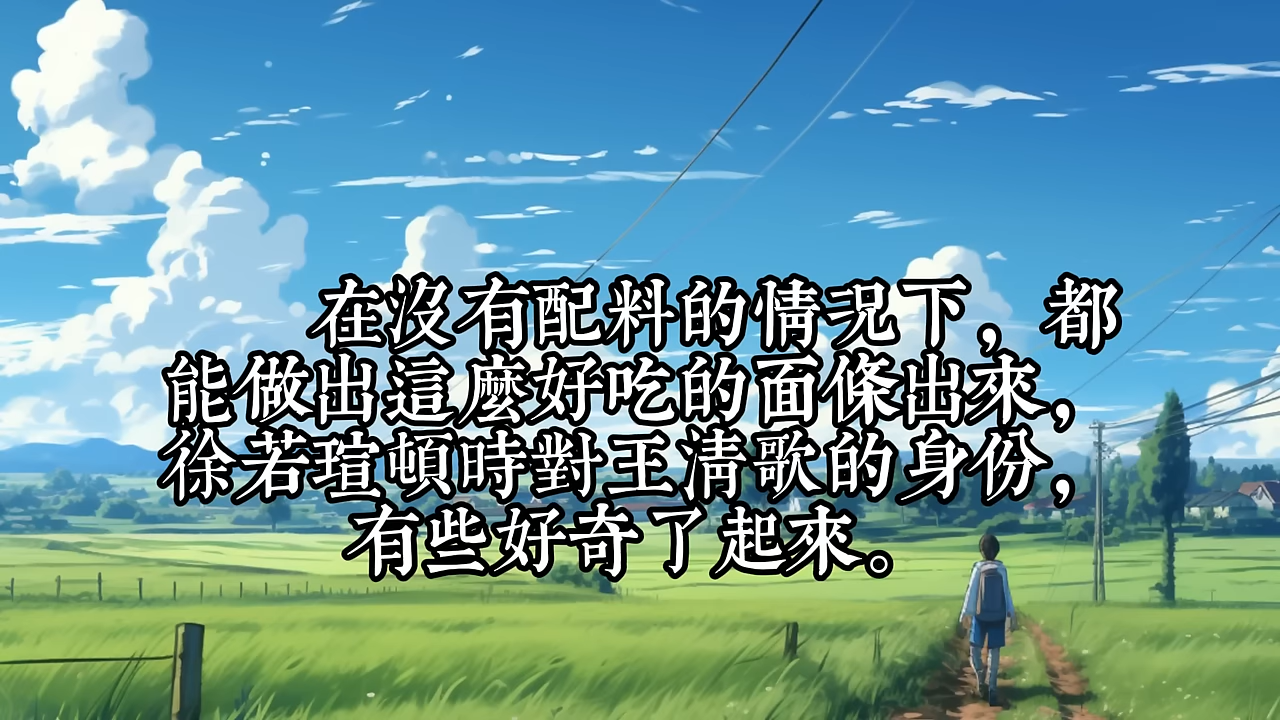 在沒有配料的情況下，都
能做出這麼好吃的面條出來，
徐若瑄頓時對王清歌的身份，
有些好奇了起來。